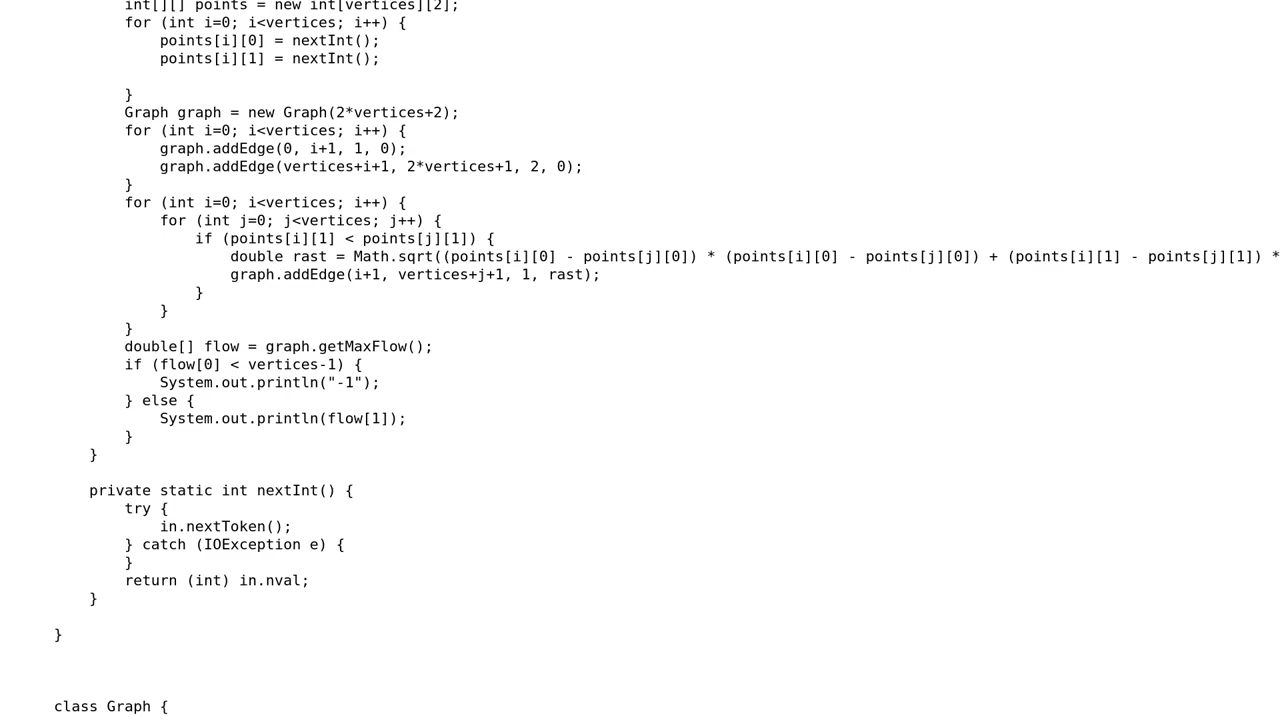 int[][] points = new int[vertices][2];
for (int i=0; i<vertices; i++) {
points[i][0] = nextInt();
points[i][1] = nextInt();
}
Graph graph = new Graph(2*vertices+2);
for (int i=0; i<vertices; i++) {
graph.addEdge(0, i+1, 1, 0);
graph.addEdge(vertices+i+1, 2*vertices+1, 2, 0);
}
for (int i=0; i<vertices; i++) {
for (int j=0; j<vertices; j++) {
if (points[i][1] < points[j][1]) {
double rast = Math.sqrt((points[i][0] - points[j][0]) * (points[i][0] - points[j][0]) + (points[i][1] - points[j][1]) *
graph.addEdge(i+1, vertices+j+1, 1, rast);
}
}
}
double[] flow = graph.getMaxFlow();
if (flow[0] < vertices-1) {
System.out.println("-1");
} else {
System.out.println(flow[1]);
}
}
private static int nextInt() {
try {
in.nextToken();
} catch (IOException e) {
}
return (int) in.nval;
}
}
class Graph {